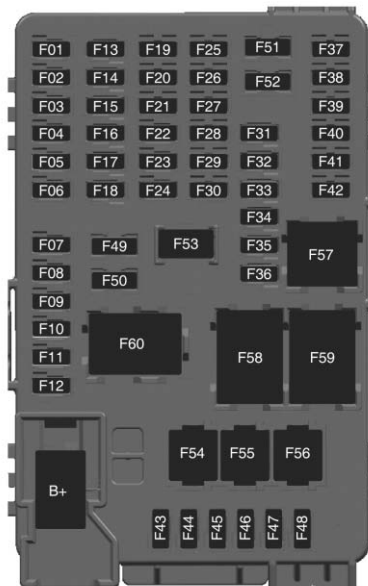 F01 F13 F19 F25 F51 F37
F02 F14 F20 F26 F52 F38
F03 F15 F21 F27 F39
F04 F16 F22 F28 F31 F40
F05 F17 F23 F29 F32 F41
F06 F18 F24 F30 F33 F42
F34
F07 F49 F53 F35 F57
F08 F50 F36
F09
F10 F60 F58 F59
F11
F12
F54 F55 F56
B+
F43 F44 F45 F46 F47 F48